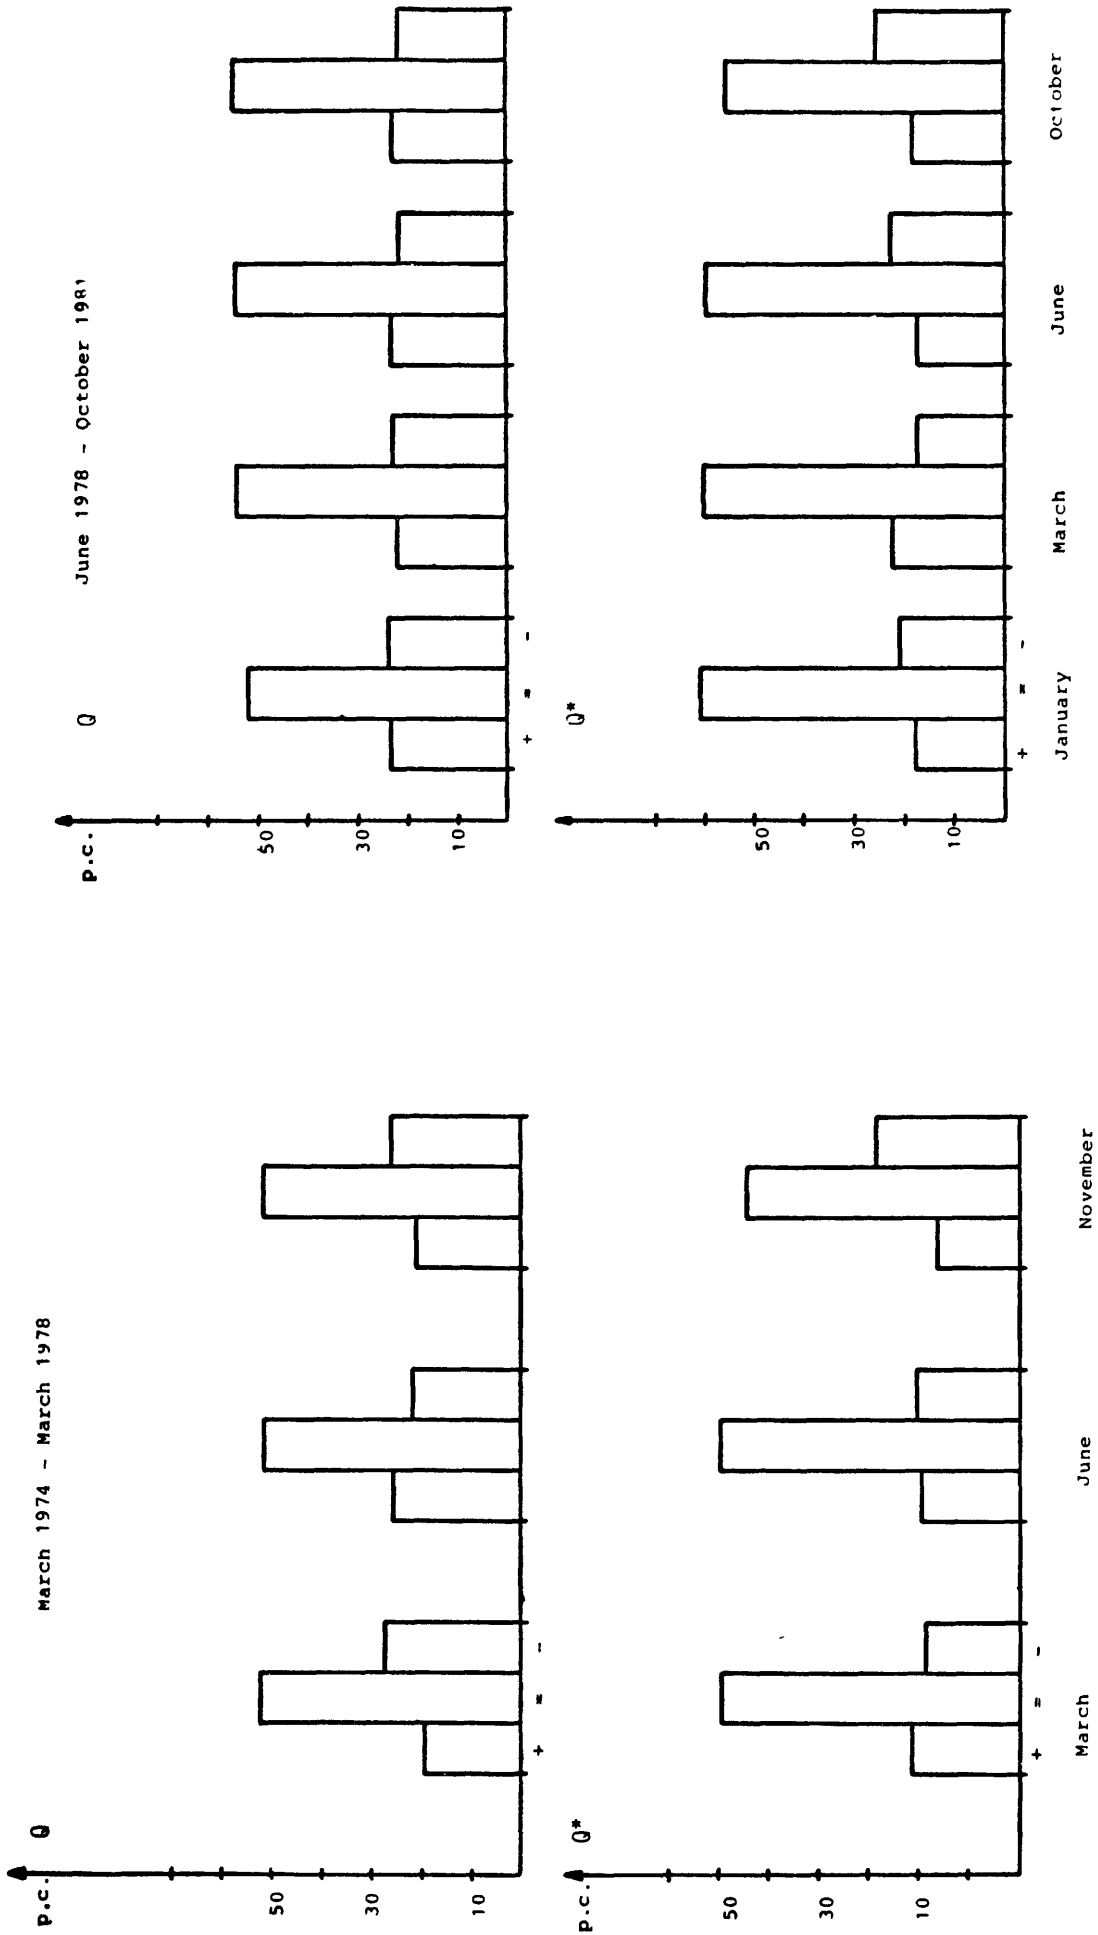 March 1974 - March 1978
p.c.
Q
50
30
10
+ = -
p.c.
Q*
50
30
10
+ = -
March
June
November
June 1978 - October 1981
p.c.
Q
50
30
10
+ = -
Q*
50
30
10
+ = -
January
March
June
October